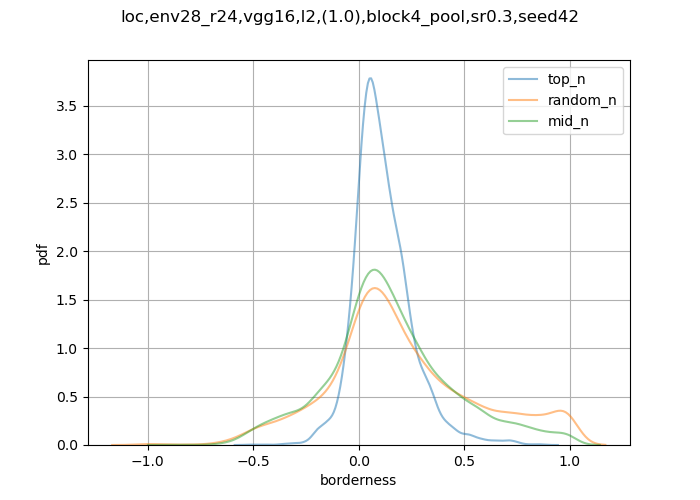 loc,env28_r24,vgg16,l2,(1.0),block4_pool,sr0.3,seed42
top_n
random_n
mid_n
3.5
3.0
2.5
2.0
1.5
1.0
0.5
0.0
pdf
−1.0 −0.5 0.0 0.5 1.0
borderness